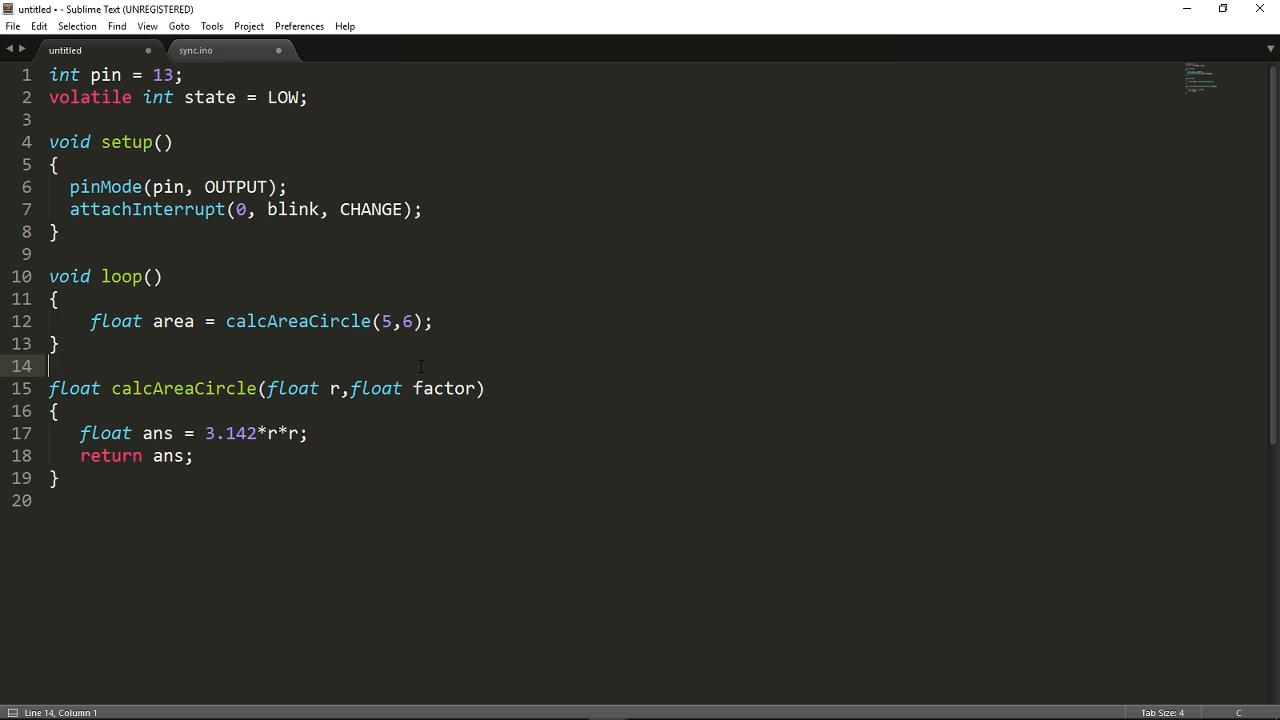 untitled • - Sublime Text (UNREGISTERED)
File Edit Selection Find View Goto Tools Project Preferences Help
untitled sync.ino
1 int pin = 13;
2 volatile int state = LOW;
3
4 void setup()
5 {
6   pinMode(pin, OUTPUT);
7   attachInterrupt(0, blink, CHANGE);
8 }
9
10 void loop()
11 {
12     float area = calcAreaCircle(5,6);
13 }
14
15 float calcAreaCircle(float r,float factor)
16 {
17    float ans = 3.142*r*r;
18    return ans;
19 }
20
Line 14, Column 1 Tab Size: 4 C